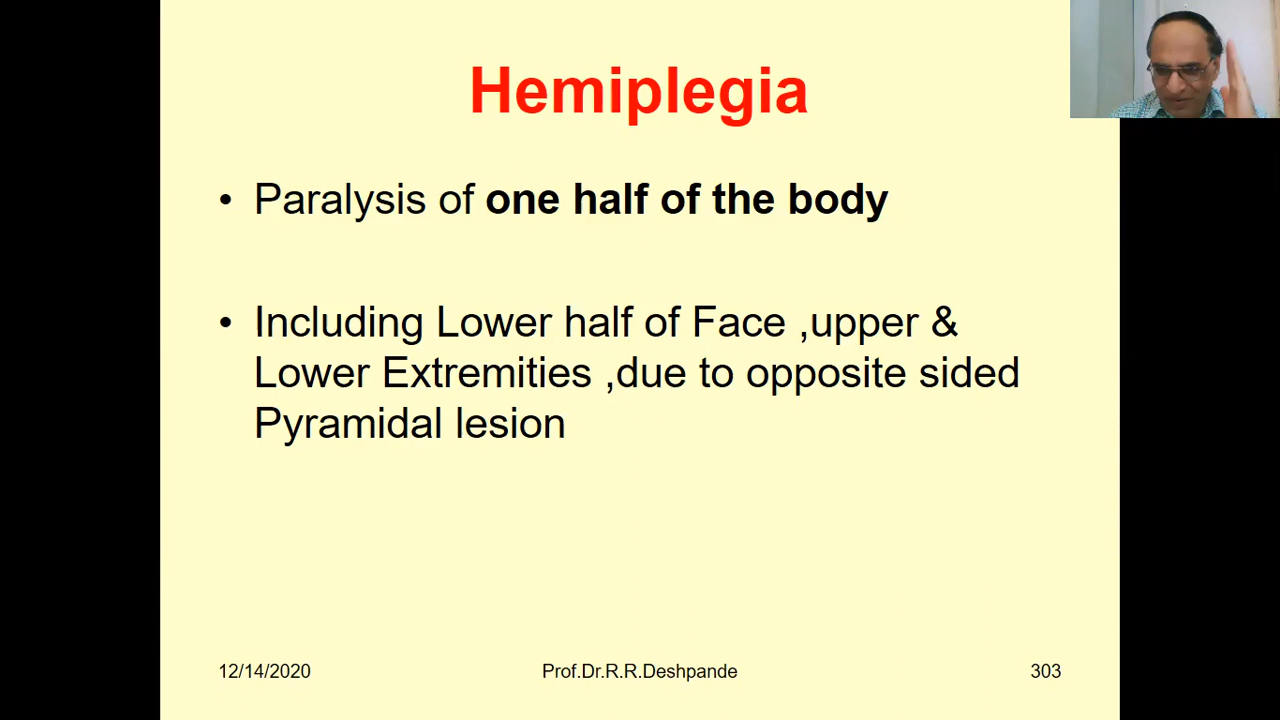 Hemiplegia
• Paralysis of one half of the body
• Including Lower half of Face ,upper &
Lower Extremities ,due to opposite sided
Pyramidal lesion
12/14/2020 Prof.Dr.R.R.Deshpande 303